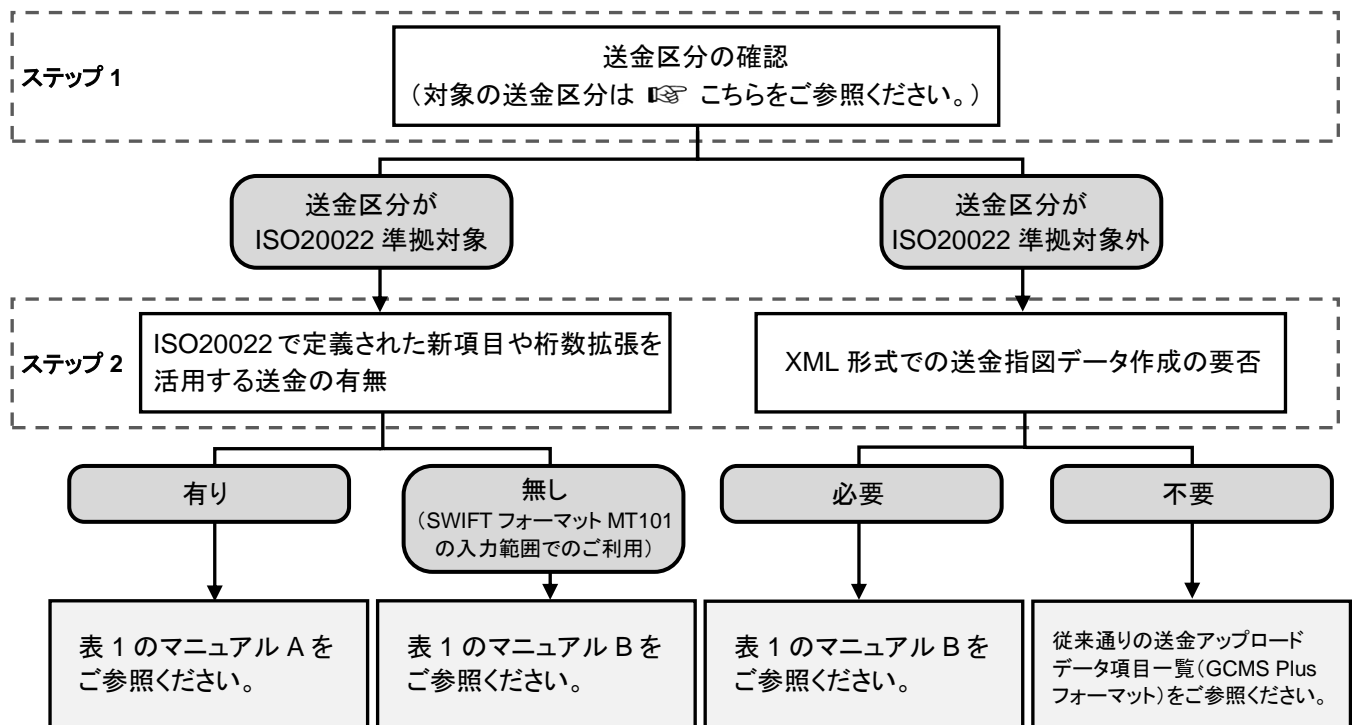 ステップ 1
送金区分の確認
（対象の送金区分は ☞ こちらをご参照ください。）
送金区分が
ISO20022 準拠対象
送金区分が
ISO20022 準拠対象外
ステップ 2
ISO20022 で定義された新項目や桁数拡張を
活用する送金の有無
XML 形式での送金指図データ作成の要否
有り
無し
（SWIFT フォーマット MT101
の入力範囲でのご利用）
必要
不要
表 1 のマニュアル A を
ご参照ください。
表 1 のマニュアル B を
ご参照ください。
表 1 のマニュアル B を
ご参照ください。
従来通りの送金アップロード
データ項目一覧（GCMS Plus
フォーマット）をご参照ください。